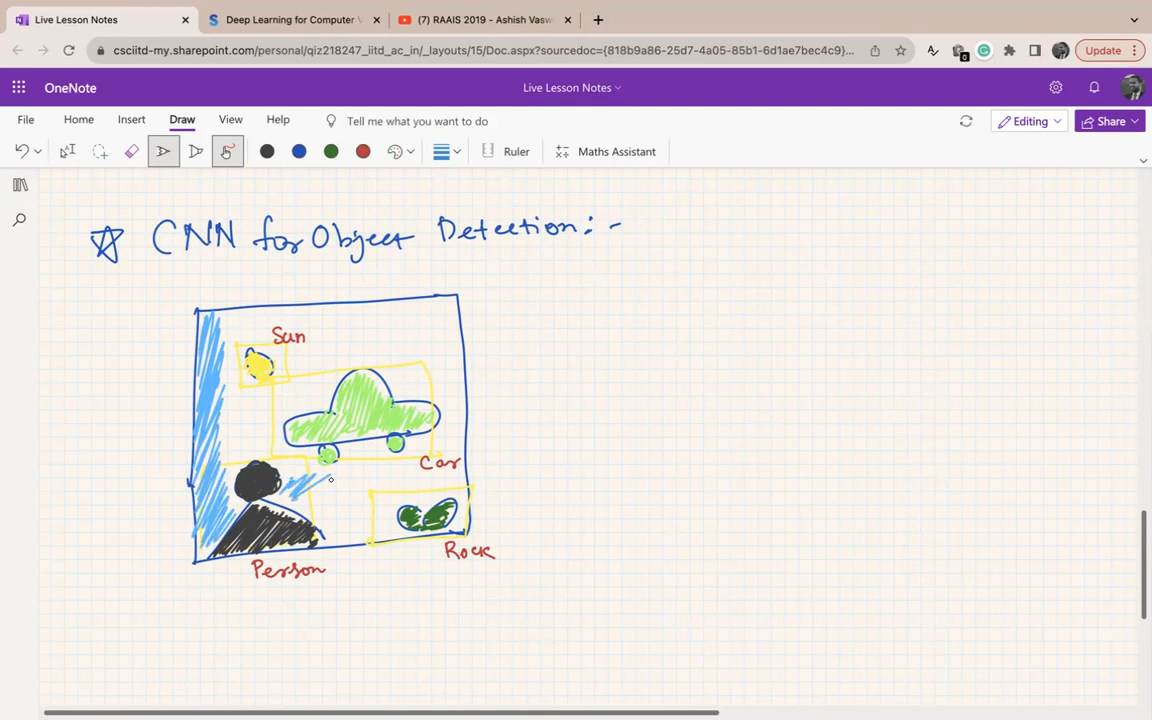 Live Lesson Notes
Deep Learning for Computer V
(7) RAAIS 2019 - Ashish Vasw
csciitd-my.sharepoint.com/personal/qiz218247_iitd_ac_in/_layouts/15/Doc.aspx?sourcedoc={818b9a86-25d7-4a05-85b1-6d1ae7bec4c9}...
0
Update
OneNote
Live Lesson Notes
File Home Insert Draw View Help Tell me what you want to do
Editing
Share
Ruler
Maths Assistant
CNN for Object Detection: -
Sun
Car
Rock
Person